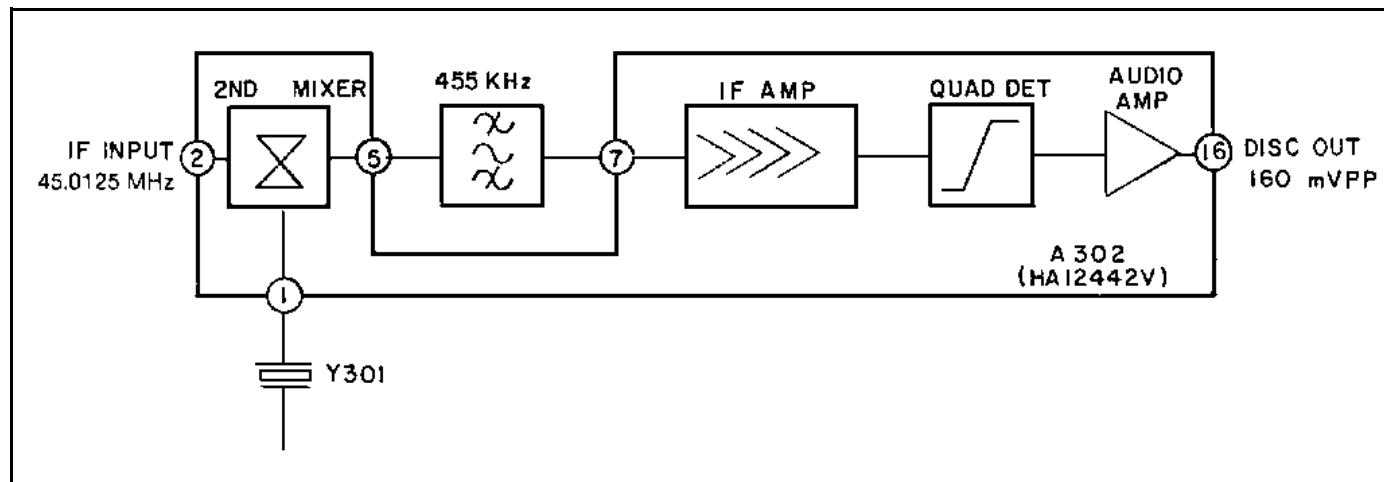 2ND MIXER
455 KHz
IF AMP
QUAD DET
AUDIO
AMP
IF INPUT
45.0125 MHz
2
5
7
16
DISC OUT
160 mVPP
A302
(HA12442V)
1
Y301